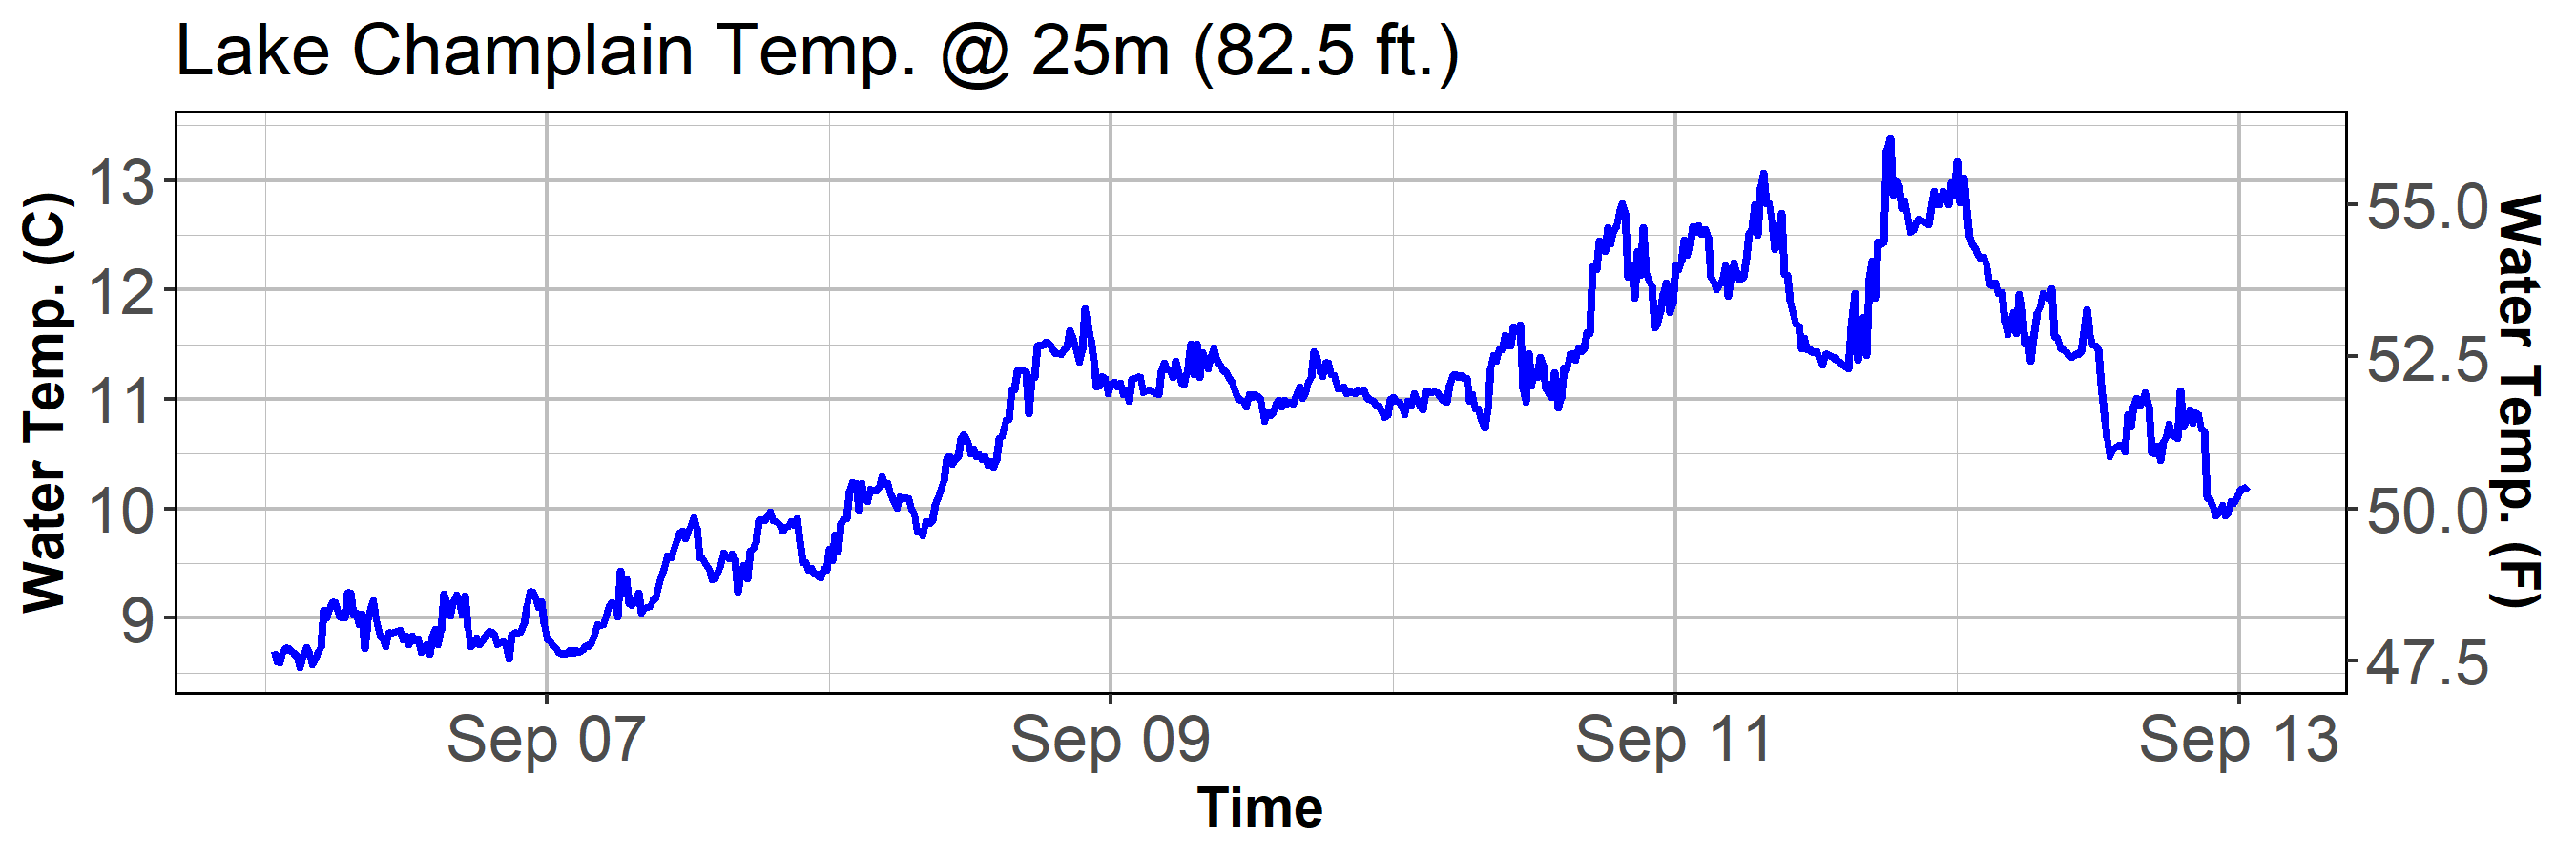 Lake Champlain Temp. @ 25m (82.5 ft.)
Water Temp. (C)
13
12
11
10
9
55.0
52.5
50.0
47.5
Water Temp. (F)
Sep 07
Sep 09
Sep 11
Sep 13
Time